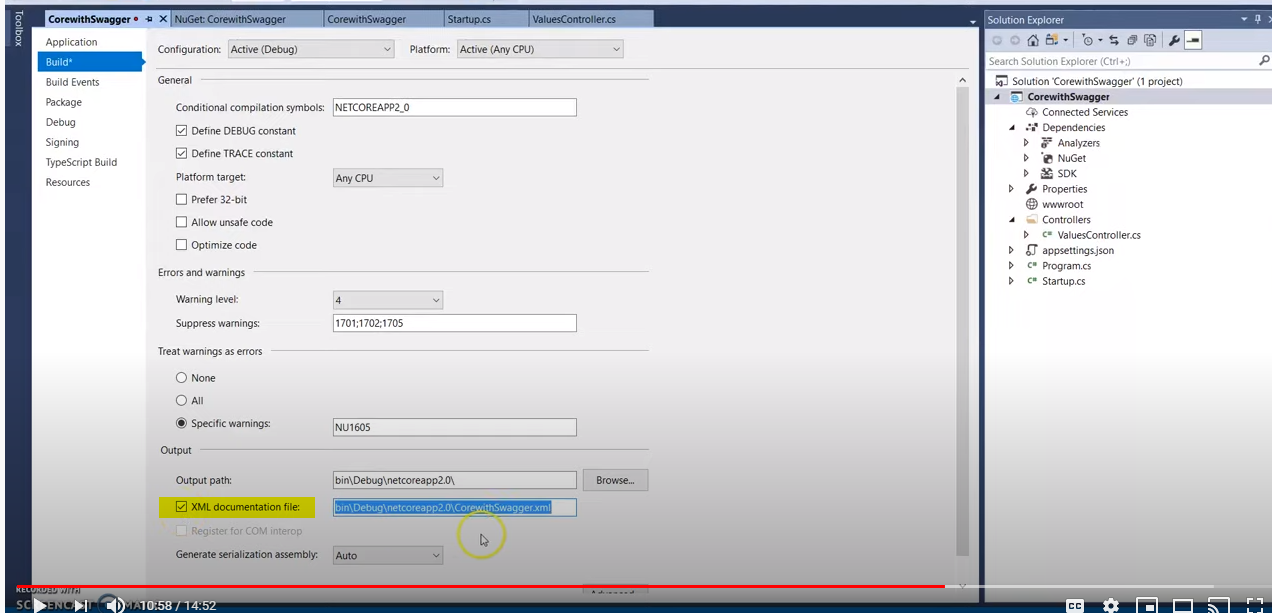 Toolbox
CorewithSwagger NuGet: CorewithSwagger CorewithSwagger Startup.cs ValuesController.cs
Application
Build*
Build Events
Package
Debug
Signing
TypeScript Build
Resources
Configuration: Active (Debug) Platform: Active (Any CPU)
General
Conditional compilation symbols: NETCOREAPP2_0
Define DEBUG constant
Define TRACE constant
Platform target: Any CPU
Prefer 32-bit
Allow unsafe code
Optimize code
Errors and warnings
Warning level: 4
Suppress warnings: 1701;1702;1705
Treat warnings as errors
None
All
Specific warnings: NU1605
Output
Output path: bin\Debug\netcoreapp2.0\ Browse...
XML documentation file: bin\Debug\netcoreapp2.0\CorewithSwagger.xml
Register for COM interop
Generate serialization assembly: Auto
Advanced...
Solution Explorer
Search Solution Explorer (Ctrl+;)
Solution 'CorewithSwagger' (1 project)
CorewithSwagger
Connected Services
Dependencies
Analyzers
NuGet
SDK
Properties
wwwroot
Controllers
C# ValuesController.cs
appsettings.json
C# Program.cs
C# Startup.cs
RECORDED WITH
10:58 / 14:52
CC